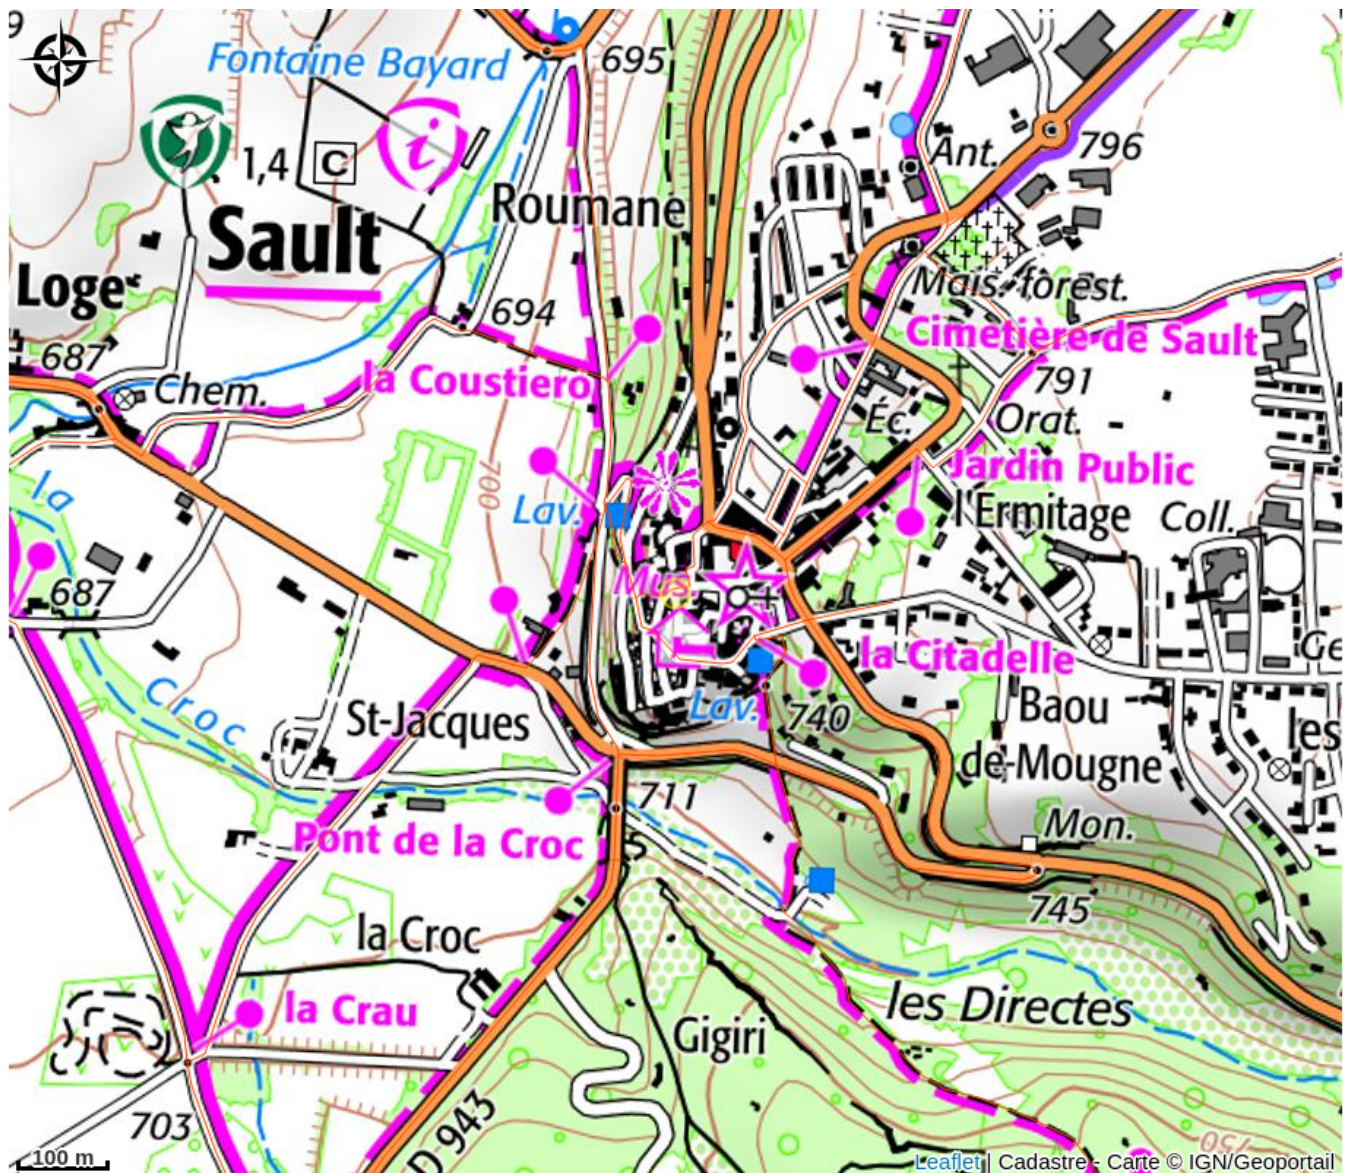 9
Fontaine Bayard
695
1,4
C
i
Ant.
796
Roumane
Sault
Loge
Mais. forest.
694
Cimetière de Sault
687
la Coustiero
791
Chem.
Éc.
Orat.
Jardin Public
700
la
Lav.
l'Ermitage
Coll.
Mus.
687
Ge
la Citadelle
Croc
St-Jacques
Lav.
740
Baou
de-Mougne
les
711
Mon.
Pont de la Croc
745
la Croc
les Directes
la Crau
Gigiri
703
D 943
750
100 m
Leaflet | Cadastre - Carte © IGN/Geoportail